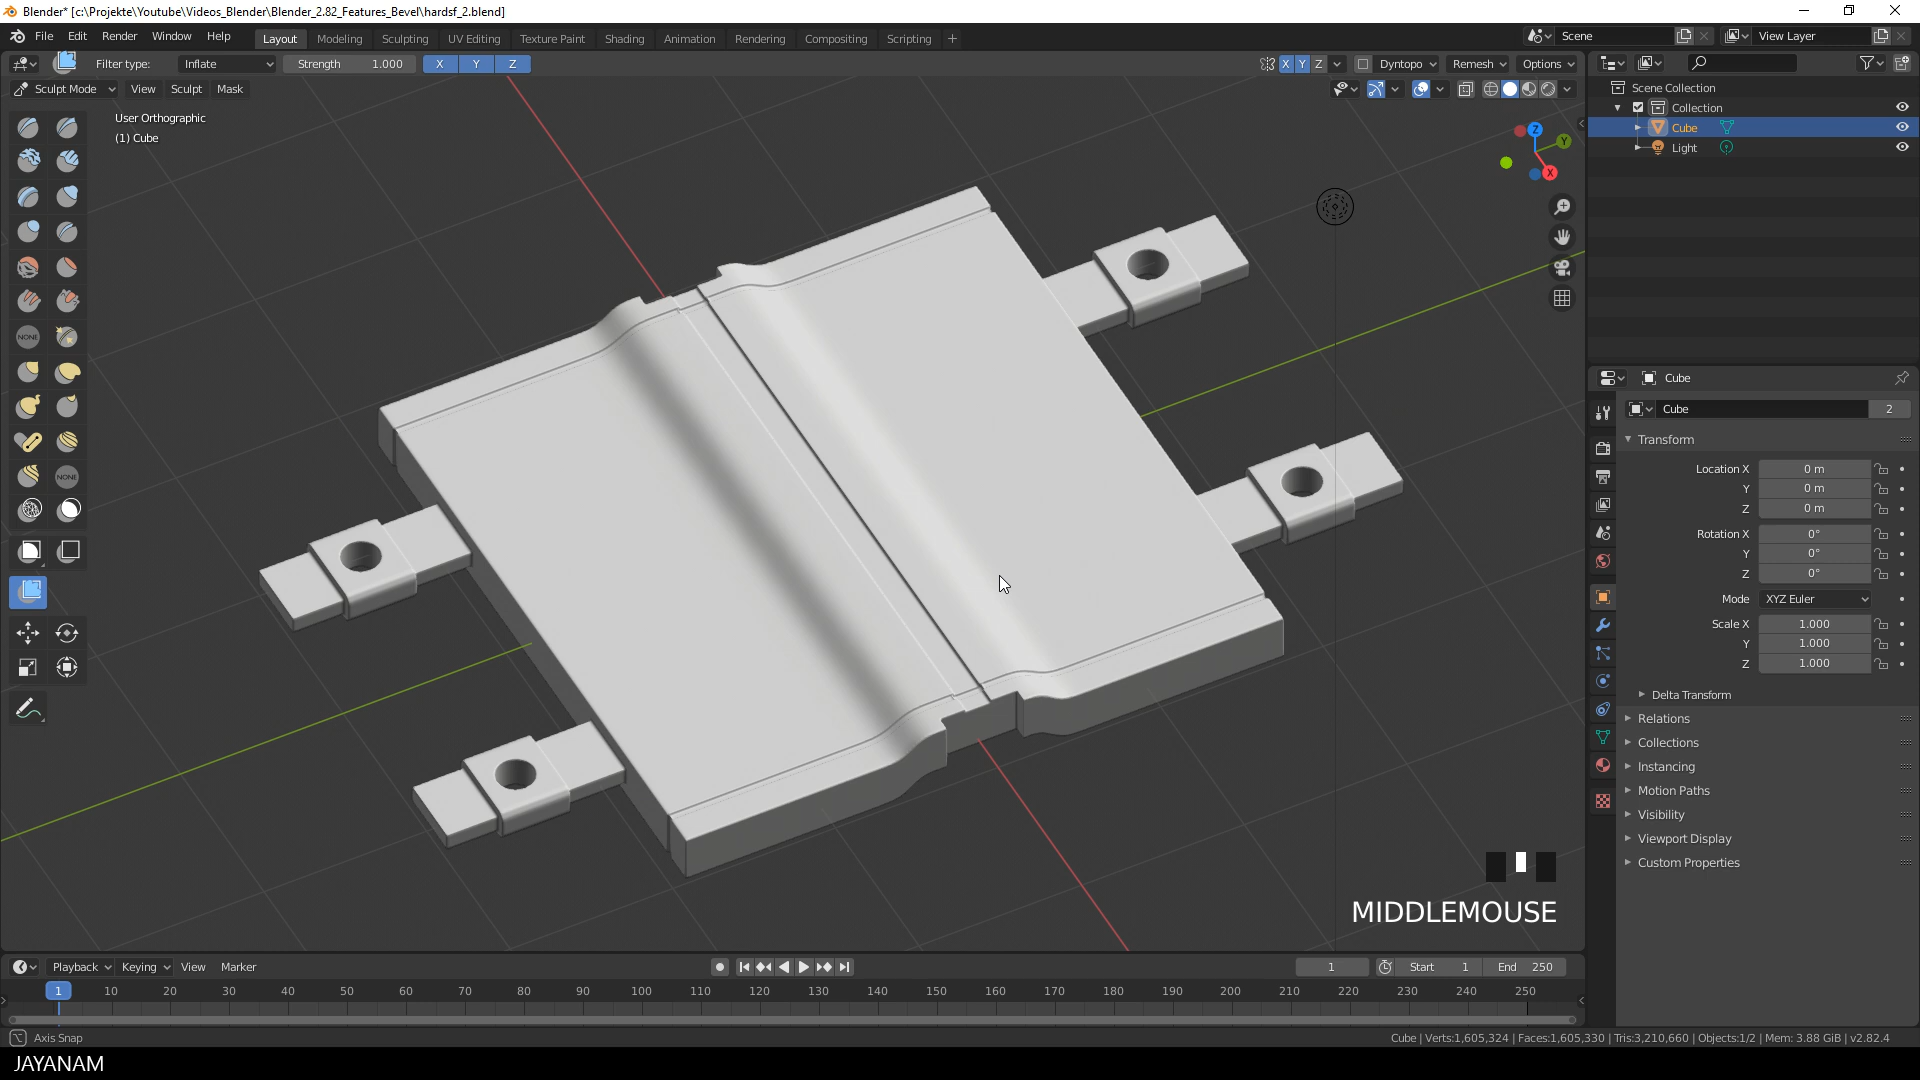 Blender* [c:\Projekte\Youtube\Videos_Blender\Blender_2.82_Features_Bevel\hardsf_2.blend]
File Edit Render Window Help Layout Modeling Sculpting UV Editing Texture Paint Shading Animation Rendering Compositing Scripting + Scene View Layer
Filter type: Inflate Strength 1.000 X Y Z X Y Z Dyntopo Remesh Options
Sculpt Mode View Sculpt Mask
User Orthographic
(1) Cube
Z
Y
X
NONE
NONE
Scene Collection
Collection
Cube
Light
Cube
Cube 2
Transform
Location X 0 m
Y 0 m
Z 0 m
Rotation X 0°
Y 0°
Z 0°
Mode XYZ Euler
Scale X 1.000
Y 1.000
Z 1.000
Delta Transform
Relations
Collections
Instancing
Motion Paths
Visibility
Viewport Display
Custom Properties
MIDDLEMOUSE
Playback Keying View Marker 1 Start 1 End 250
1 10 20 30 40 50 60 70 80 90 100 110 120 130 140 150 160 170 180 190 200 210 220 230 240 250
Axis Snap Cube | Verts:1,605,324 | Faces:1,605,330 | Tris:3,210,660 | Objects:1/2 | Mem: 3.88 GiB | v2.82.4
JAYANAM